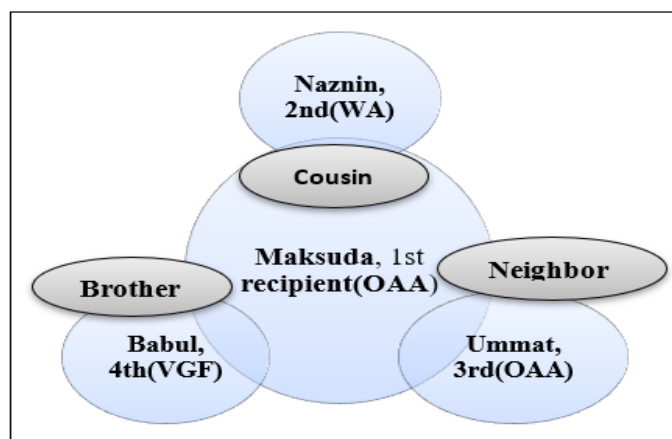 Naznin,
2nd(WA)
Cousin
Maksuda, 1st
recipient(OAA)
Brother
Neighbor
Babul,
4th(VGF)
Ummat,
3rd(OAA)